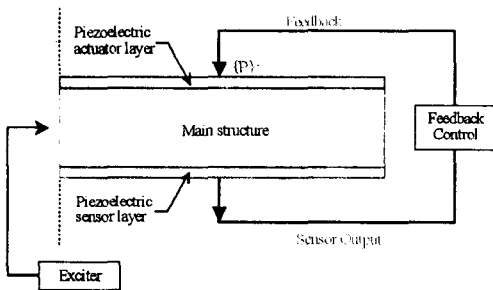 Piezoelectric
actuator layer
Feedback
{P}
Main structure
Feedback
Control
Piezoelectric
sensor layer
Sensor Output
Exciter